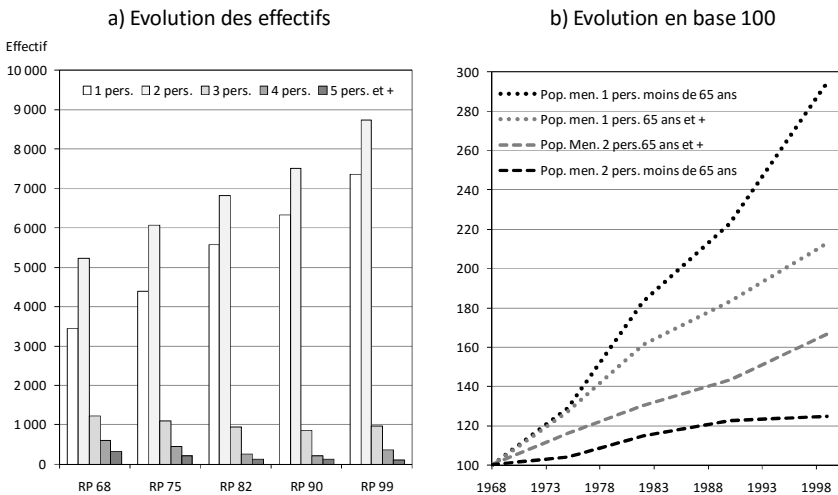 a) Evolution des effectifs
Effectif
10 000
9 000
8 000
7 000
6 000
5 000
4 000
3 000
2 000
1 000
0
1 pers. 2 pers. 3 pers. 4 pers. 5 pers. et +
RP 68 RP 75 RP 82 RP 90 RP 99
b) Evolution en base 100
300
280
260
240
220
200
180
160
140
120
100
Pop. men. 1 pers. moins de 65 ans
Pop. men. 1 pers. 65 ans et +
Pop. Men. 2 pers.65 ans et +
Pop. men. 2 pers. moins de 65 ans
1968 1973 1978 1983 1988 1993 1998